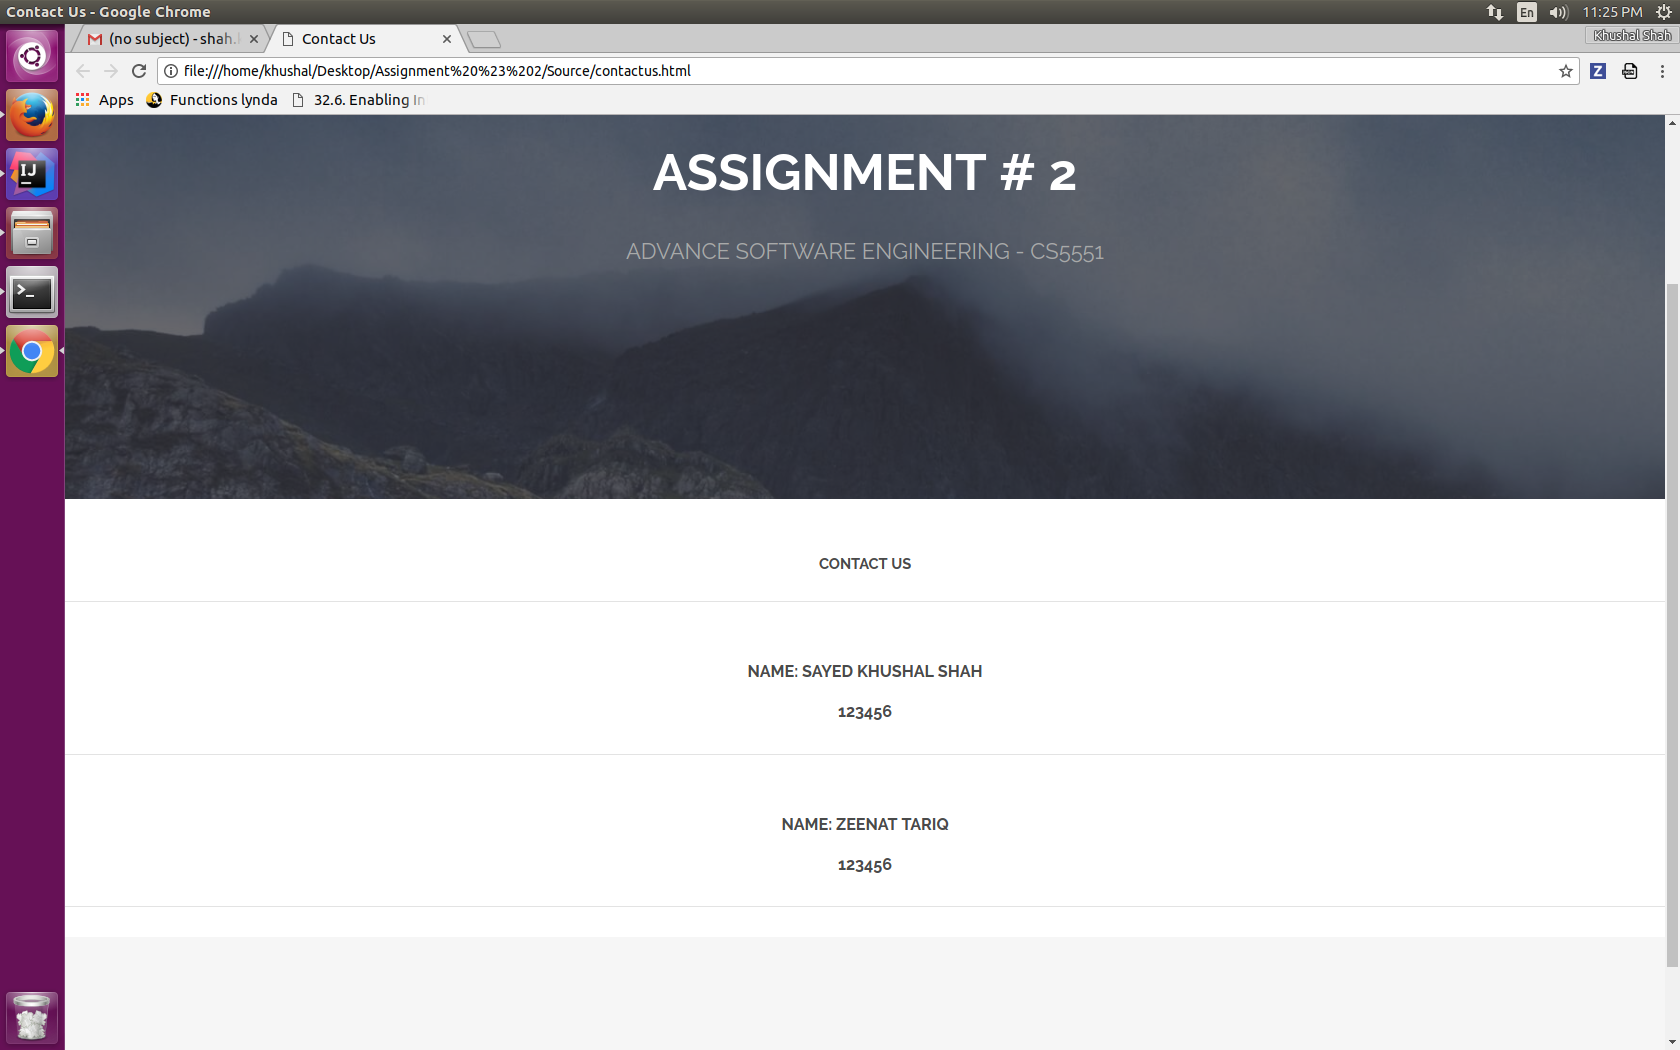 Contact Us - Google Chrome
En
11:25 PM
(no subject) - shah.
Contact Us
Khushal Shah
file:///home/khushal/Desktop/Assignment%20%23%202/Source/contactus.html
Z
Apps
Functions lynda
32.6. Enabling In
IJ
ASSIGNMENT # 2
ADVANCE SOFTWARE ENGINEERING - CS5551
CONTACT US
NAME: SAYED KHUSHAL SHAH
123456
NAME: ZEENAT TARIQ
123456